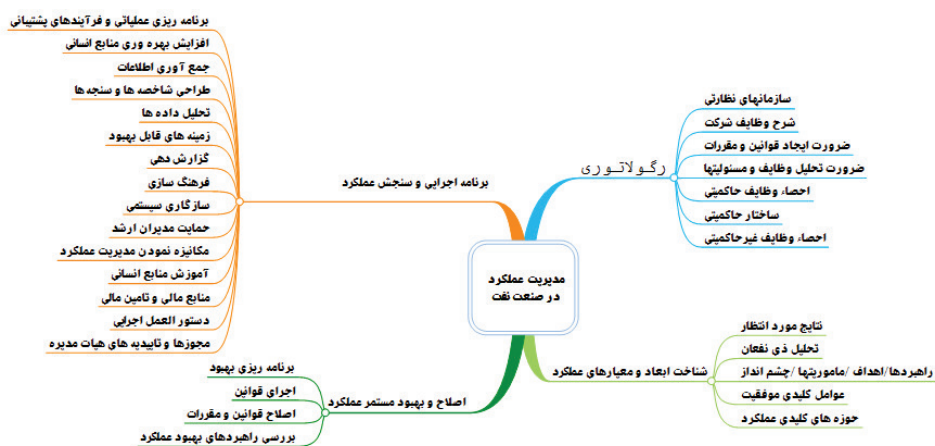 مدیریت عملکرد
در صنعت نفت
رگولاتوری
سازمانهای نظارتی
شرح وظایف شرکت
ضرورت ایجاد قوانین و مقررات
ضرورت تحلیل وظایف و مسئولیتها
احصاء وظایف حاکمیتی
ساختار حاکمیتی
احصاء وظایف غیرحاکمیتی
شناخت ابعاد و معیارهای عملکرد
نتایج مورد انتظار
تحلیل ذی نفعان
راهبردها/اهداف /ماموریتها /چشم انداز
عوامل کلیدی موفقیت
حوزه های کلیدی عملکرد
اصلاح و بهبود مستمر عملکرد
برنامه ریزی بهبود
اجرای قوانین
اصلاح قوانین و مقررات
بررسی راهبردهای بهبود عملکرد
برنامه اجرایی و سنجش عملکرد
برنامه ریزی عملیاتی و فرآیندهای پشتیبانی
افزایش بهره وری منابع انسانی
جمع آوری اطلاعات
طراحی شاخصه ها و سنجه ها
تحلیل داده ها
زمینه های قابل بهبود
گزارش دهی
فرهنگ سازی
سازگاری سیستمی
حمایت مدیران ارشد
مکانیزه نمودن مدیریت عملکرد
آموزش منابع انسانی
منابع مالی و تامین مالی
دستور العمل اجرایی
مجوزها و تاییدیه های هیات مدیره